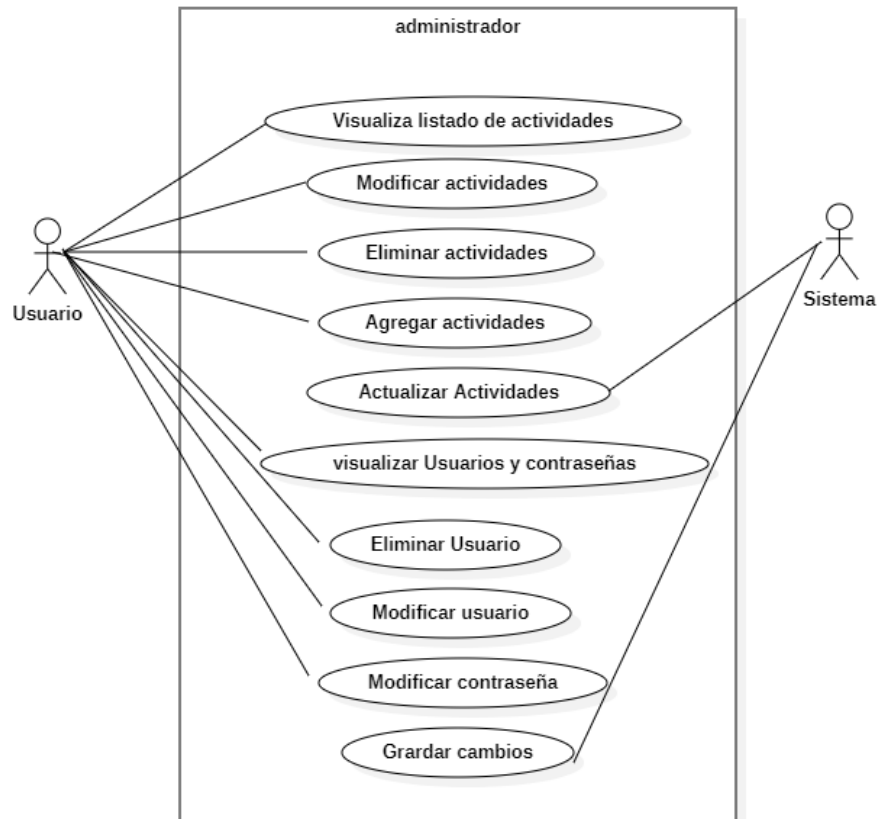 administrador
Visualiza listado de actividades
Modificar actividades
Eliminar actividades
Usuario
Sistema
Agregar actividades
Actualizar Actividades
visualizar Usuarios y contraseñas
Eliminar Usuario
Modificar usuario
Modificar contraseña
Grardar cambios